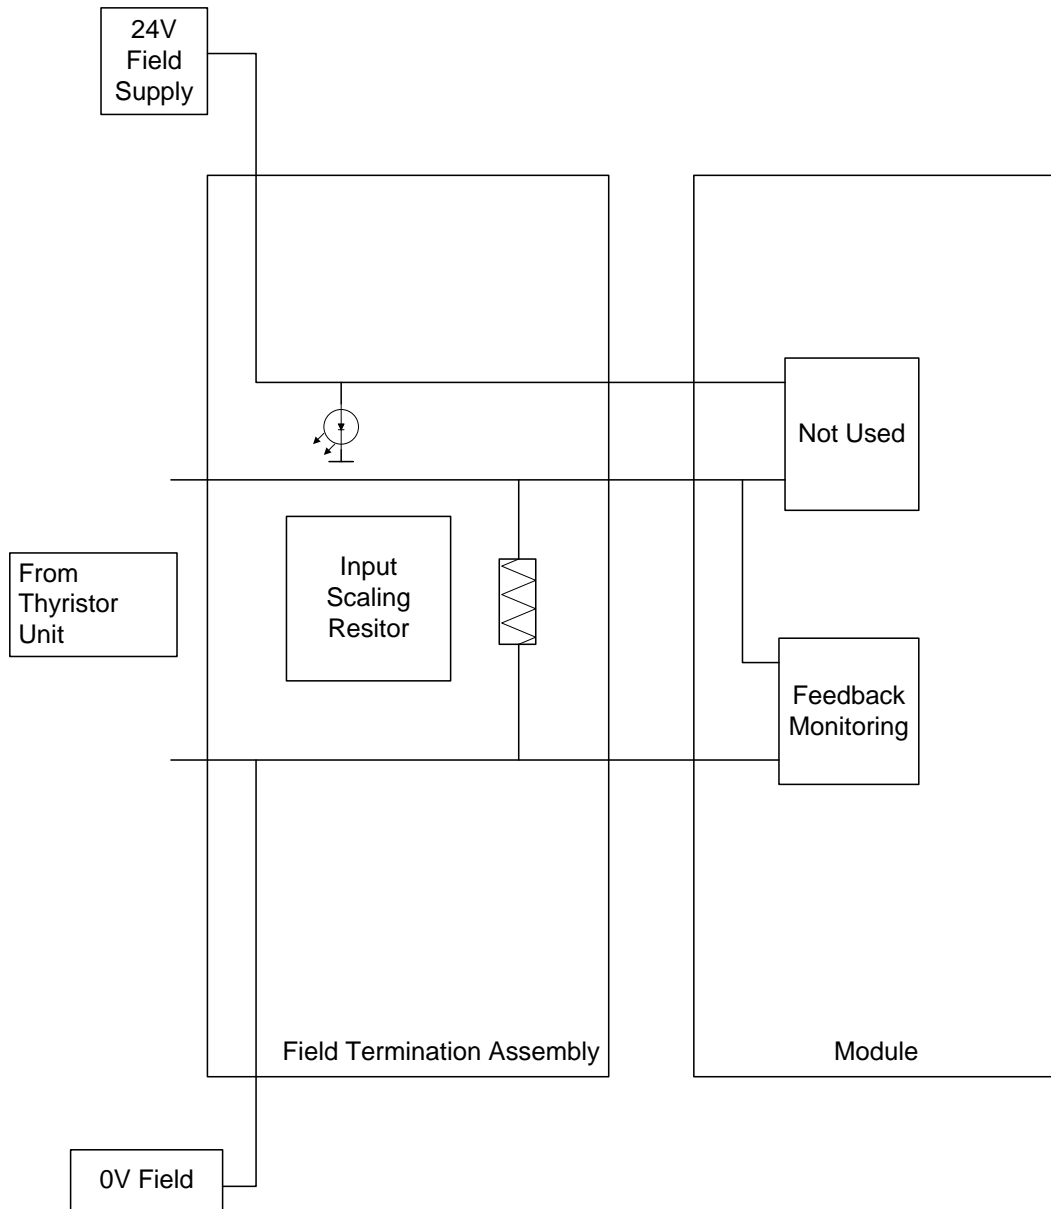 24V
Field
Supply
Not Used
From
Thyristor
Unit
Input
Scaling
Resitor
Feedback
Monitoring
Field Termination Assembly
Module
0V Field